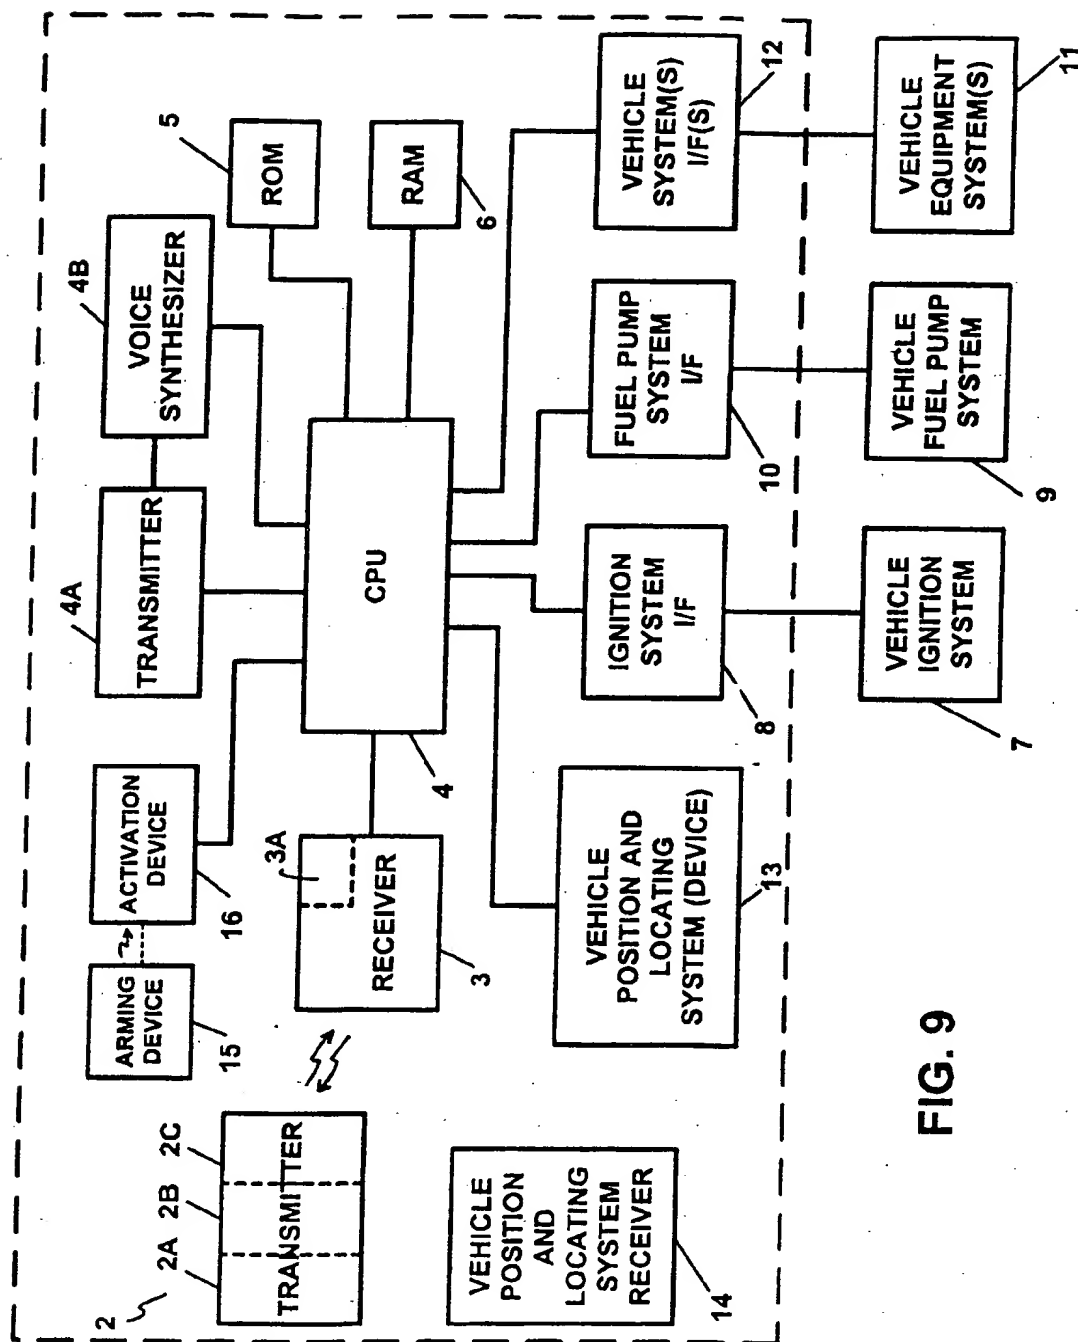 2
2A
2B
2C
TRANSMITTER
ARMING
DEVICE
15
ACTIVATION
DEVICE
16
4A
TRANSMITTER
4B
VOICE
SYNTHESIZER
5
ROM
RAM
6
3A
RECEIVER
3
CPU
4
VEHICLE
POSITION
AND
LOCATING
SYSTEM
RECEIVER
14
VEHICLE
POSITION AND
LOCATING
SYSTEM (DEVICE)
13
IGNITION
SYSTEM
I/F
8
FUEL PUMP
SYSTEM
I/F
10
VEHICLE
SYSTEM(S)
I/F(S)
12
VEHICLE
IGNITION
SYSTEM
7
VEHICLE
FUEL PUMP
SYSTEM
9
VEHICLE
EQUIPMENT
SYSTEM(S)
11
FIG. 9